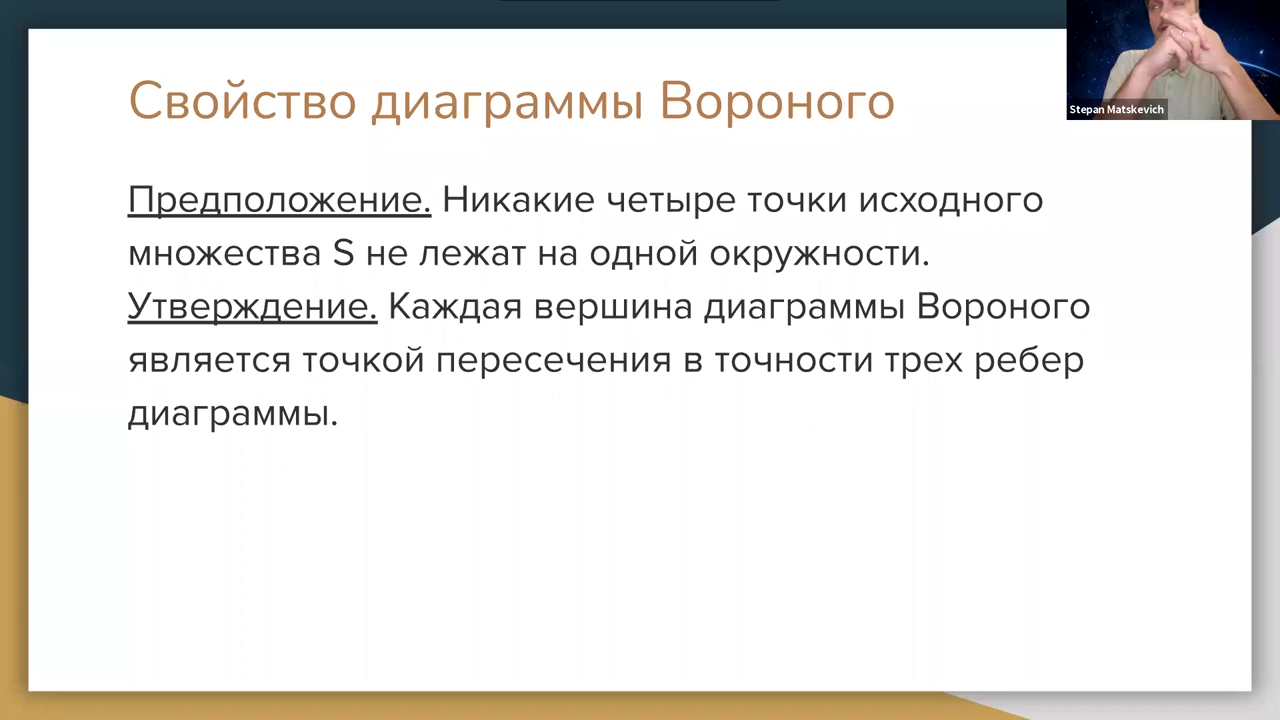 Свойство диаграммы Вороного
Stepan Matskevich
Предположение. Никакие четыре точки исходного
множества S не лежат на одной окружности.
Утверждение. Каждая вершина диаграммы Вороного
является точкой пересечения в точности трех ребер
диаграммы.